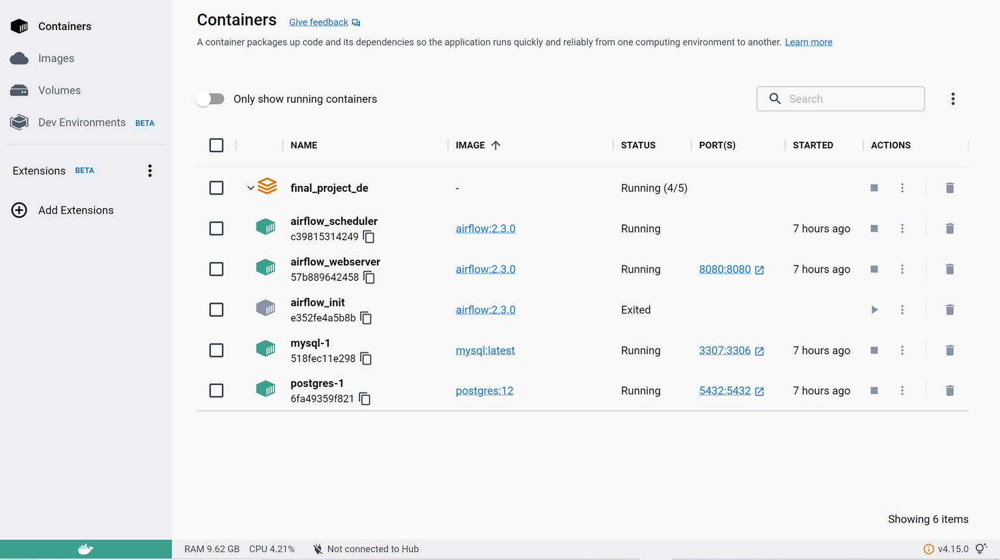 Containers
Images
Volumes
Dev Environments BETA
Extensions BETA
Add Extensions
Containers Give feedback
A container packages up code and its dependencies so the application runs quickly and reliably from one computing environment to another. Learn more
Only show running containers Search
NAME IMAGE STATUS PORT(S) STARTED ACTIONS
final_project_de - Running (4/5)
airflow_scheduler
c39815314249 airflow:2.3.0 Running 7 hours ago
airflow_webserver
57b889642458 airflow:2.3.0 Running 8080:8080 7 hours ago
airflow_init
e352fe4a5b8b airflow:2.3.0 Exited
mysql-1
518fec11e298 mysql:latest Running 3307:3306 7 hours ago
postgres-1
6fa49359f821 postgres:12 Running 5432:5432 7 hours ago
Showing 6 items
RAM 9.62 GB CPU 4.21% Not connected to Hub v4.15.0